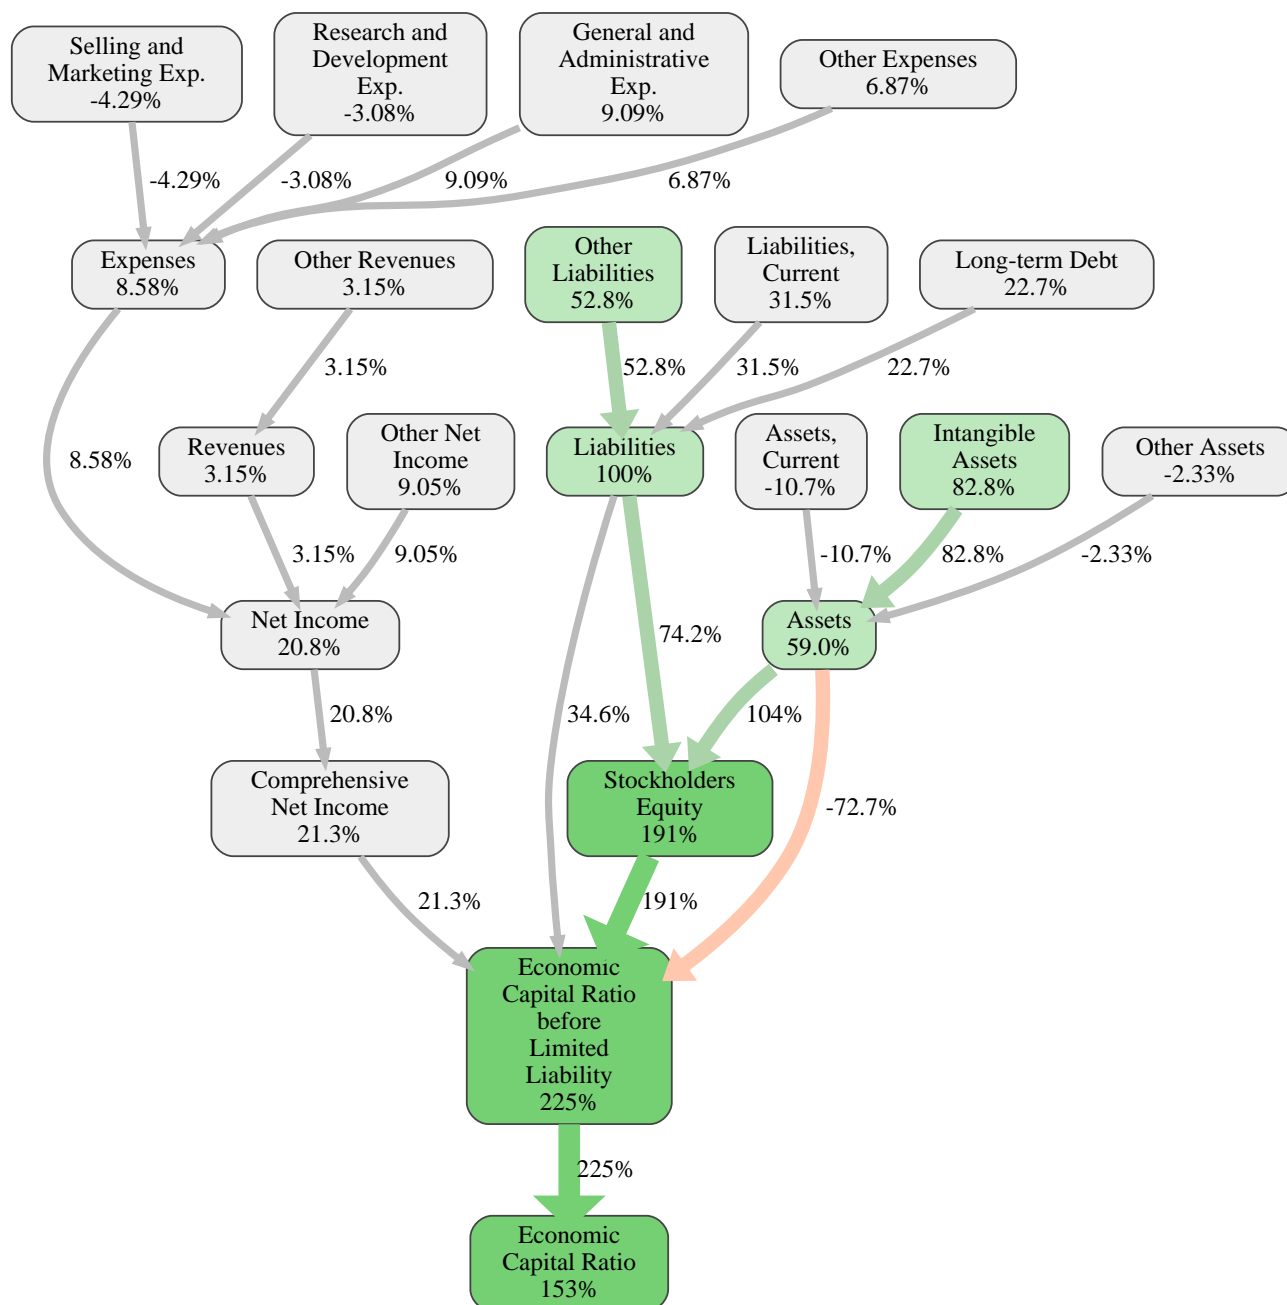 Selling and
Marketing Exp.
-4.29%
Research and
Development
Exp.
-3.08%
General and
Administrative
Exp.
9.09%
Other Expenses
6.87%
-4.29%
-3.08%
9.09%
6.87%
Expenses
8.58%
Other Revenues
3.15%
Other
Liabilities
52.8%
Liabilities,
Current
31.5%
Long-term Debt
22.7%
3.15%
52.8%
31.5%
22.7%
8.58%
Revenues
3.15%
Other Net
Income
9.05%
Liabilities
100%
Assets,
Current
-10.7%
Intangible
Assets
82.8%
Other Assets
-2.33%
3.15%
9.05%
-10.7%
82.8%
-2.33%
Net Income
20.8%
74.2%
Assets
59.0%
20.8%
34.6%
104%
Comprehensive
Net Income
21.3%
Stockholders
Equity
191%
-72.7%
21.3%
191%
Economic
Capital Ratio
before
Limited
Liability
225%
225%
Economic
Capital Ratio
153%